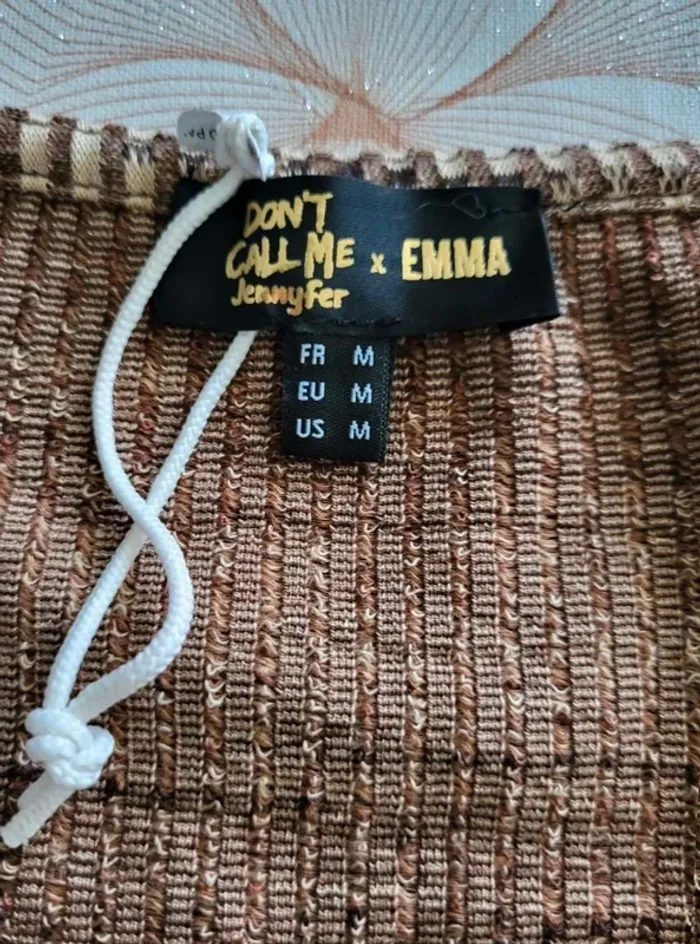 DON'T
CALL ME x EMMA
Jennyfer
FR M
EU M
US M